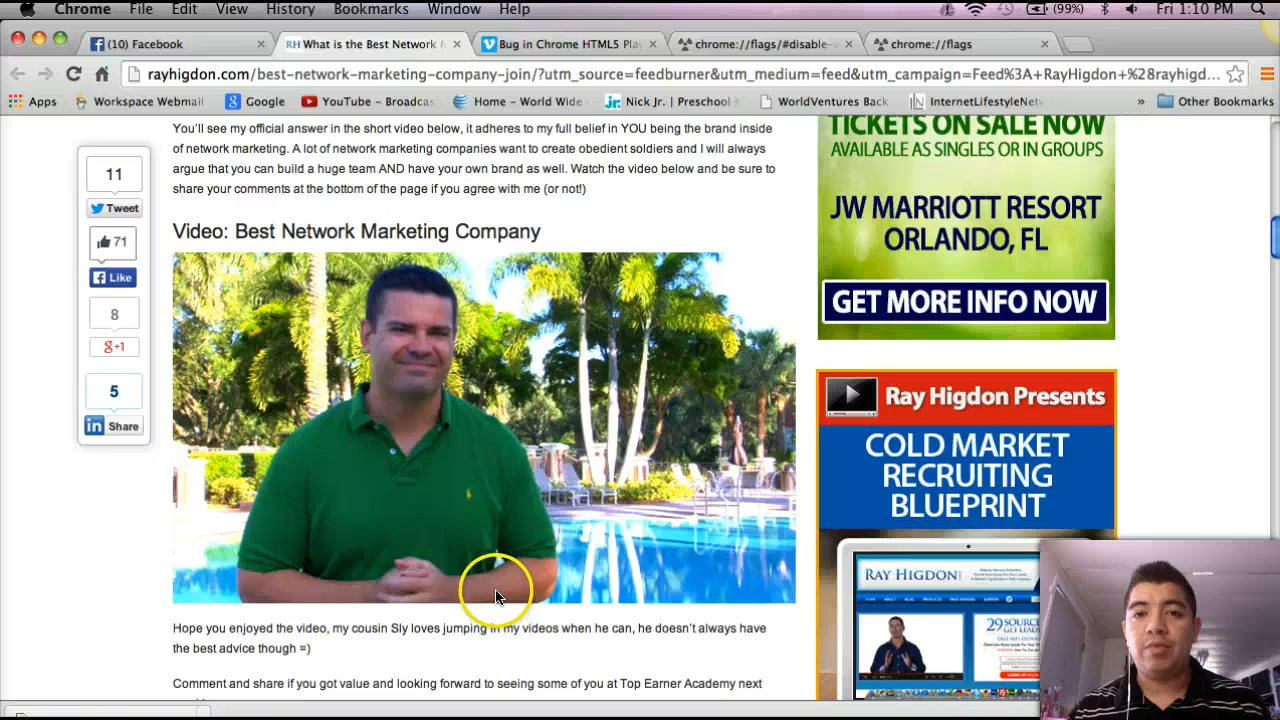 Chrome File Edit View History Bookmarks Window Help (99%) Fri 1:10 PM
(10) Facebook What is the Best Network Bug in Chrome HTML5 Play chrome://flags/#disable- chrome://flags
rayhigdon.com/best-network-marketing-company-join/?utm_source=feedburner&utm_medium=feed&utm_campaign=Feed%3A+RayHigdon+%28rayhigd...
Apps Workspace Webmail Google YouTube - Broadcas Home - World Wide Nick Jr. | Preschool WorldVentures Back InternetLifestyleNet » Other Bookmarks
You'll see my official answer in the short video below, it adheres to my full belief in YOU being the brand inside
of network marketing. A lot of network marketing companies want to create obedient soldiers and I will always
argue that you can build a huge team AND have your own brand as well. Watch the video below and be sure to
share your comments at the bottom of the page if you agree with me (or not!)
11
Tweet
71
Like
8
g+1
5
in Share
Video: Best Network Marketing Company
Hope you enjoyed the video, my cousin Sly loves jumping in my videos when he can, he doesn't always have
the best advice though =)
Comment and share if you got value and looking forward to seeing some of you at Top Earner Academy next
TICKETS ON SALE NOW
AVAILABLE AS SINGLES OR IN GROUPS
JW MARRIOTT RESORT
ORLANDO, FL
GET MORE INFO NOW
Ray Higdon Presents
COLD MARKET
RECRUITING
BLUEPRINT
RAY HIGDON
29 SOURC